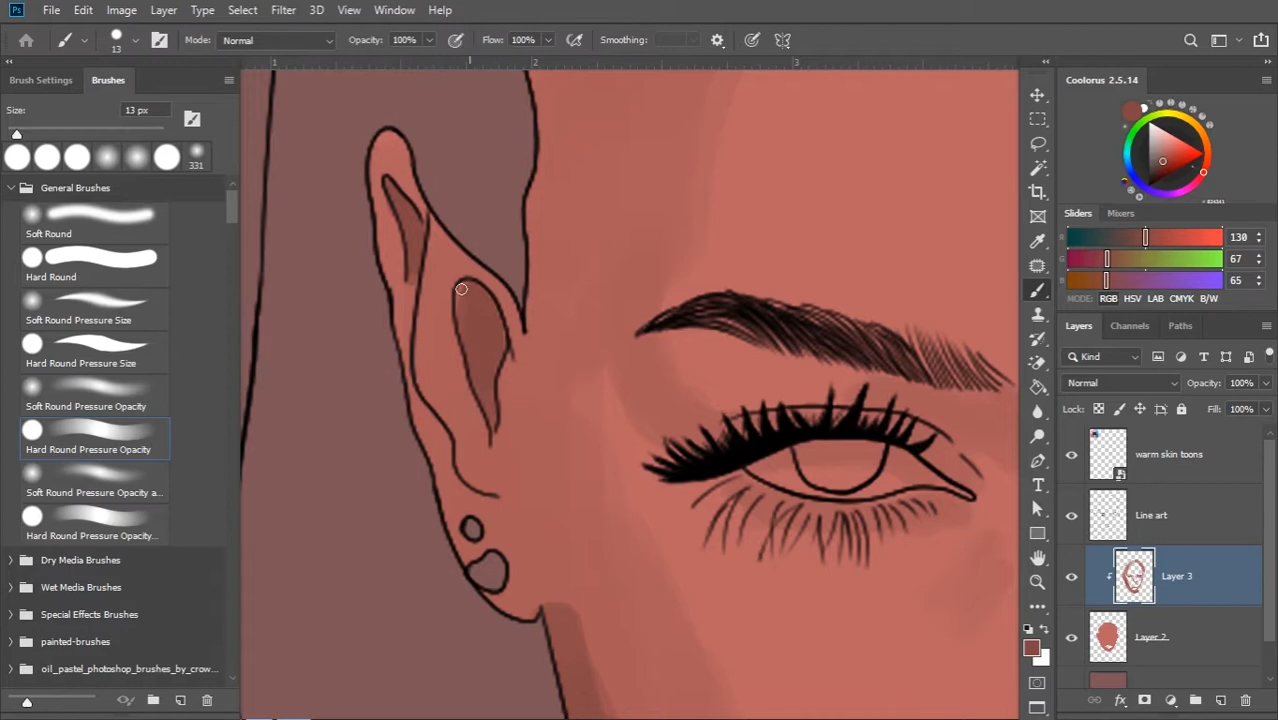 Ps File Edit Image Layer Type Select Filter 3D View Window Help
13 Mode: Normal Opacity: 100% Flow: 100% Smoothing:
Brush Settings Brushes
Size: 13 px
331
General Brushes
Soft Round
Hard Round
Soft Round Pressure Size
Hard Round Pressure Size
Soft Round Pressure Opacity
Hard Round Pressure Opacity
Soft Round Pressure Opacity a...
Hard Round Pressure Opacity...
Dry Media Brushes
Wet Media Brushes
Special Effects Brushes
painted-brushes
oil_pastel_photoshop_brushes_by_crow...
1 2 3
Coolorus 2.5.14
Sliders Mixers
R 130
G 67
B 65
MODE: RGB HSV LAB CMYK B/W
Layers Channels Paths
Kind
Normal Opacity: 100%
Lock: Fill: 100%
warm skin toons
Line art
Layer 3
Layer 2